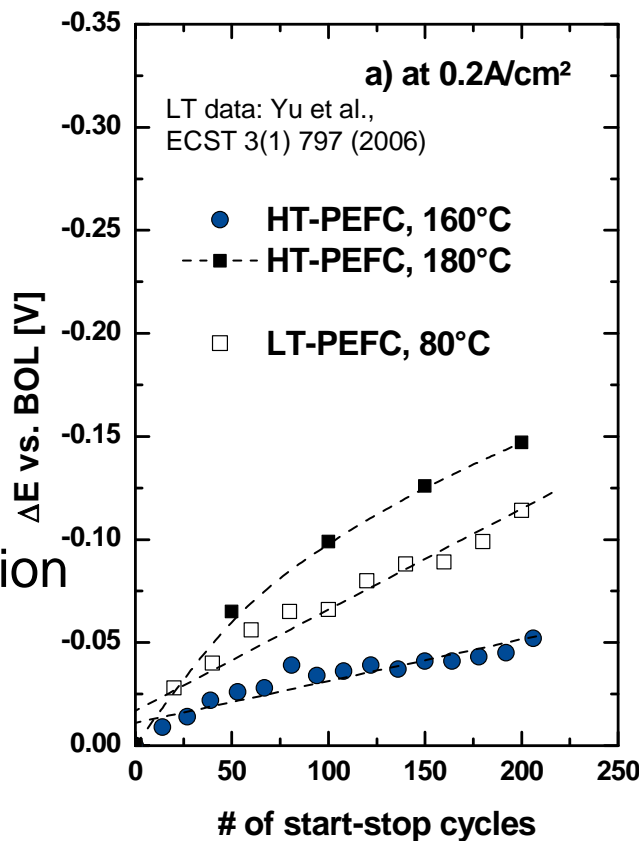 -0.35
-0.30
-0.25
-0.20
-0.15
-0.10
-0.05
0.00
ΔE vs. BOL [V]
a) at 0.2A/cm²
LT data: Yu et al.,
ECST 3(1) 797 (2006)
HT-PEFC, 160°C
HT-PEFC, 180°C
LT-PEFC, 80°C
ion
0 50 100 150 200 250
# of start-stop cycles